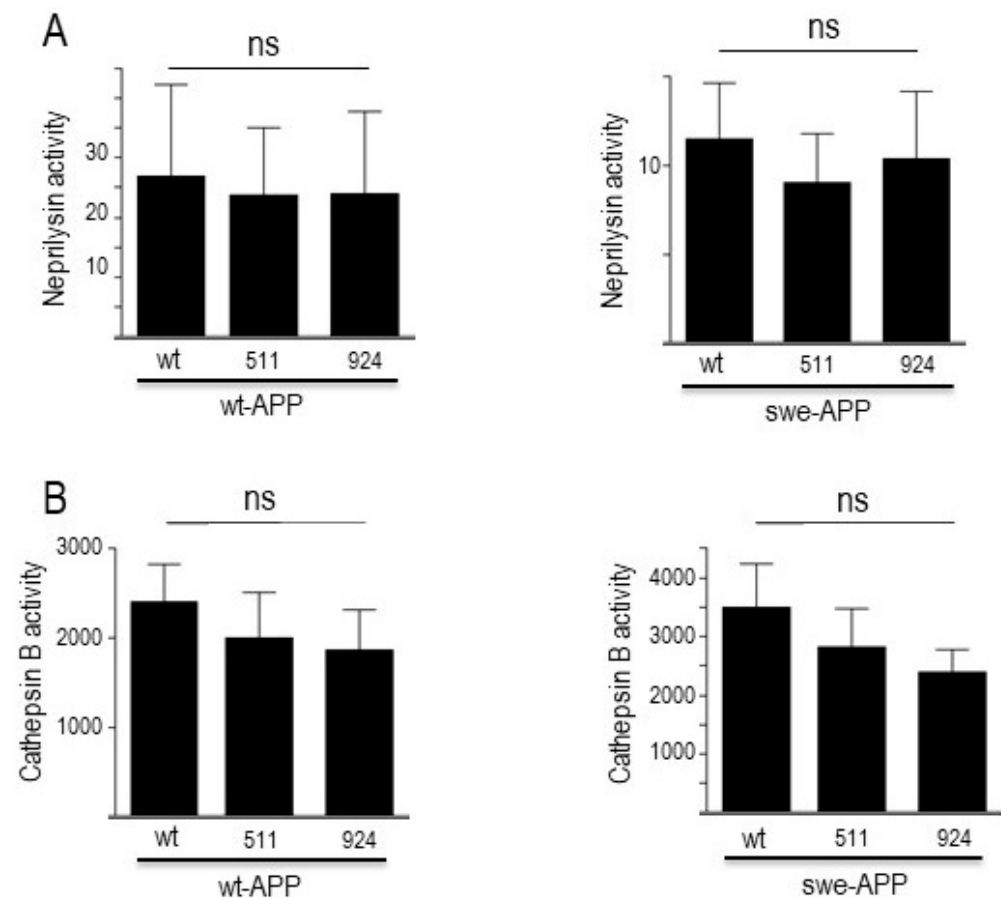 A
ns
Neprilysin activity
30
20
10
wt 511 924
wt-APP
ns
Neprilysin activity
10
wt 511 924
swe-APP
B
ns
Cathepsin B activity
3000
2000
1000
wt 511 924
wt-APP
ns
Cathepsin B activity
4000
3000
2000
1000
wt 511 924
swe-APP